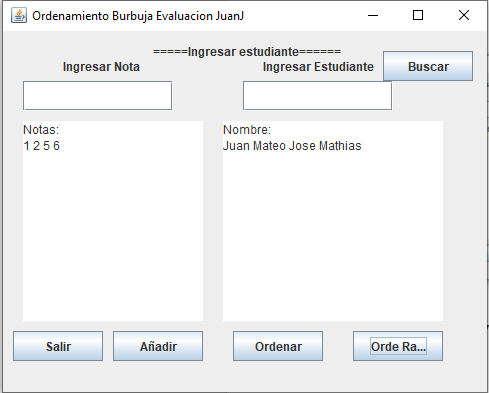 Ordenamiento Burbuja Evaluacion JuanJ
=====Ingresar estudiante======
Ingresar Nota
Ingresar Estudiante
Buscar
Notas:
1 2 5 6
Nombre:
Juan Mateo Jose Mathias
Salir
Añadir
Ordenar
Orde Ra...